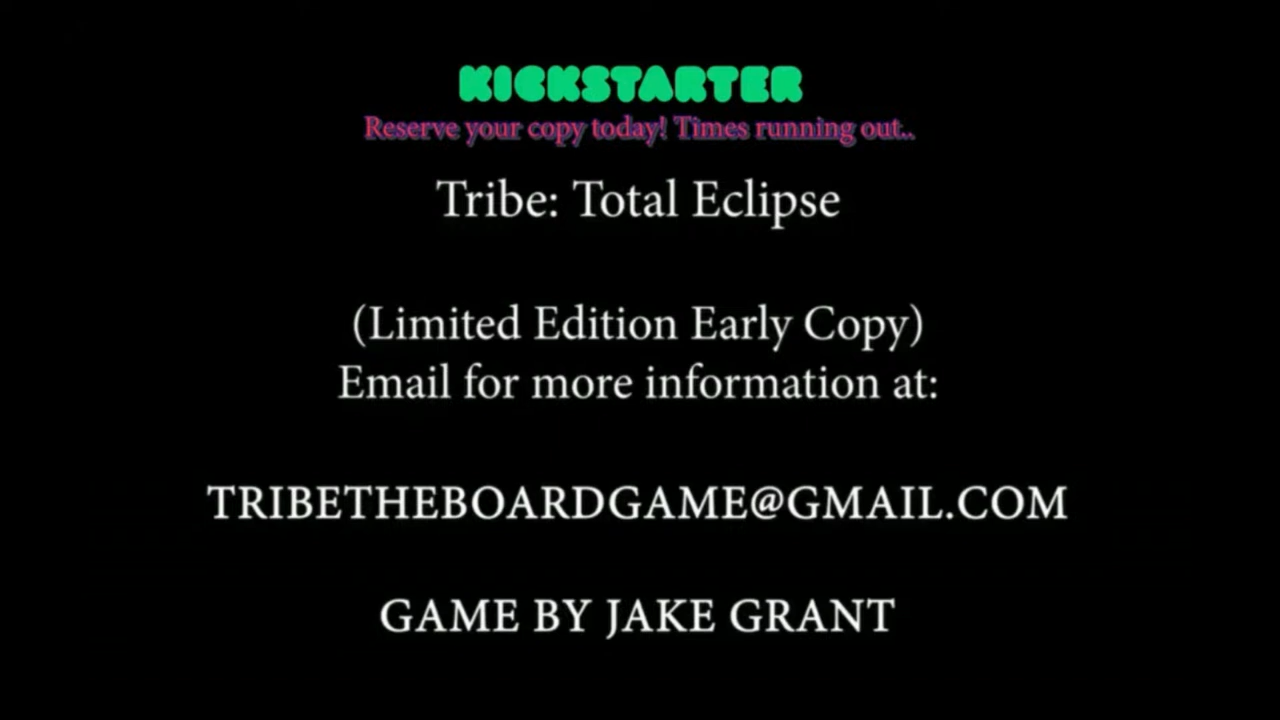 KICKSTARTER
Reserve your copy today! Times running out..
Tribe: Total Eclipse
(Limited Edition Early Copy)
Email for more information at:
TRIBETHEBOARDGAME@GMAIL.COM
GAME BY JAKE GRANT